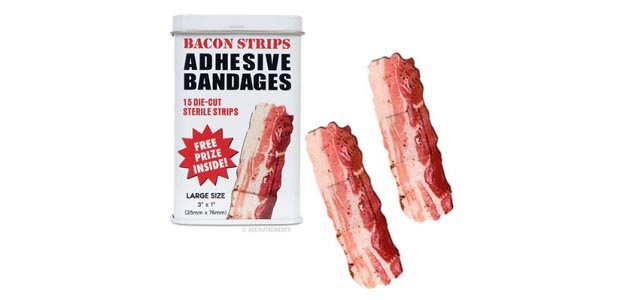 BACON STRIPS
ADHESIVE
BANDAGES
15 DIE-CUT
STERILE STRIPS
FREE
PRIZE
INSIDE!
LARGE SIZE
3" x 1"
(25mm x 76mm)
© ACCOUTREMENTS